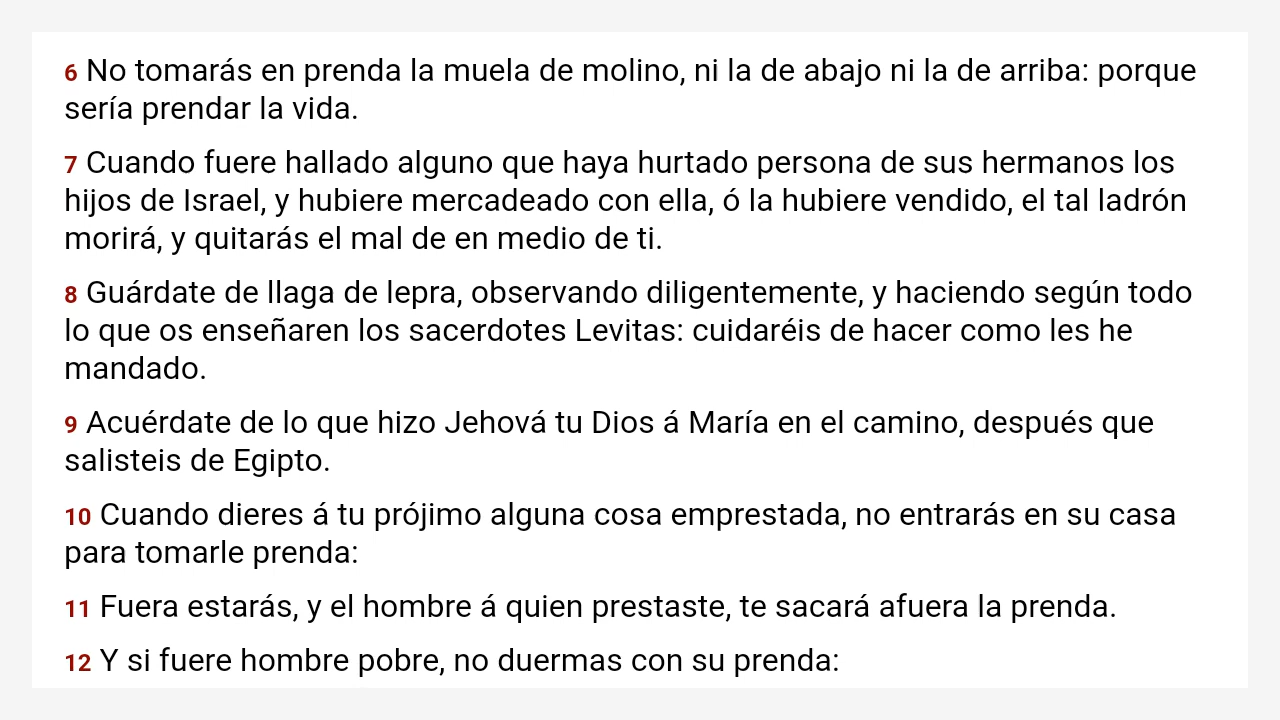 6 No tomarás en prenda la muela de molino, ni la de abajo ni la de arriba: porque
sería prendar la vida.
7 Cuando fuere hallado alguno que haya hurtado persona de sus hermanos los
hijos de Israel, y hubiere mercadeado con ella, ó la hubiere vendido, el tal ladrón
morirá, y quitarás el mal de en medio de ti.
8 Guárdate de llaga de lepra, observando diligentemente, y haciendo según todo
lo que os enseñaren los sacerdotes Levitas: cuidaréis de hacer como les he
mandado.
9 Acuérdate de lo que hizo Jehová tu Dios á María en el camino, después que
salisteis de Egipto.
10 Cuando dieres á tu prójimo alguna cosa emprestada, no entrarás en su casa
para tomarle prenda:
11 Fuera estarás, y el hombre á quien prestaste, te sacará afuera la prenda.
12 Y si fuere hombre pobre, no duermas con su prenda: